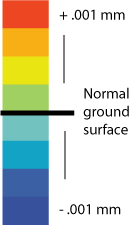 + .001 mm
Normal
ground
surface
- .001 mm